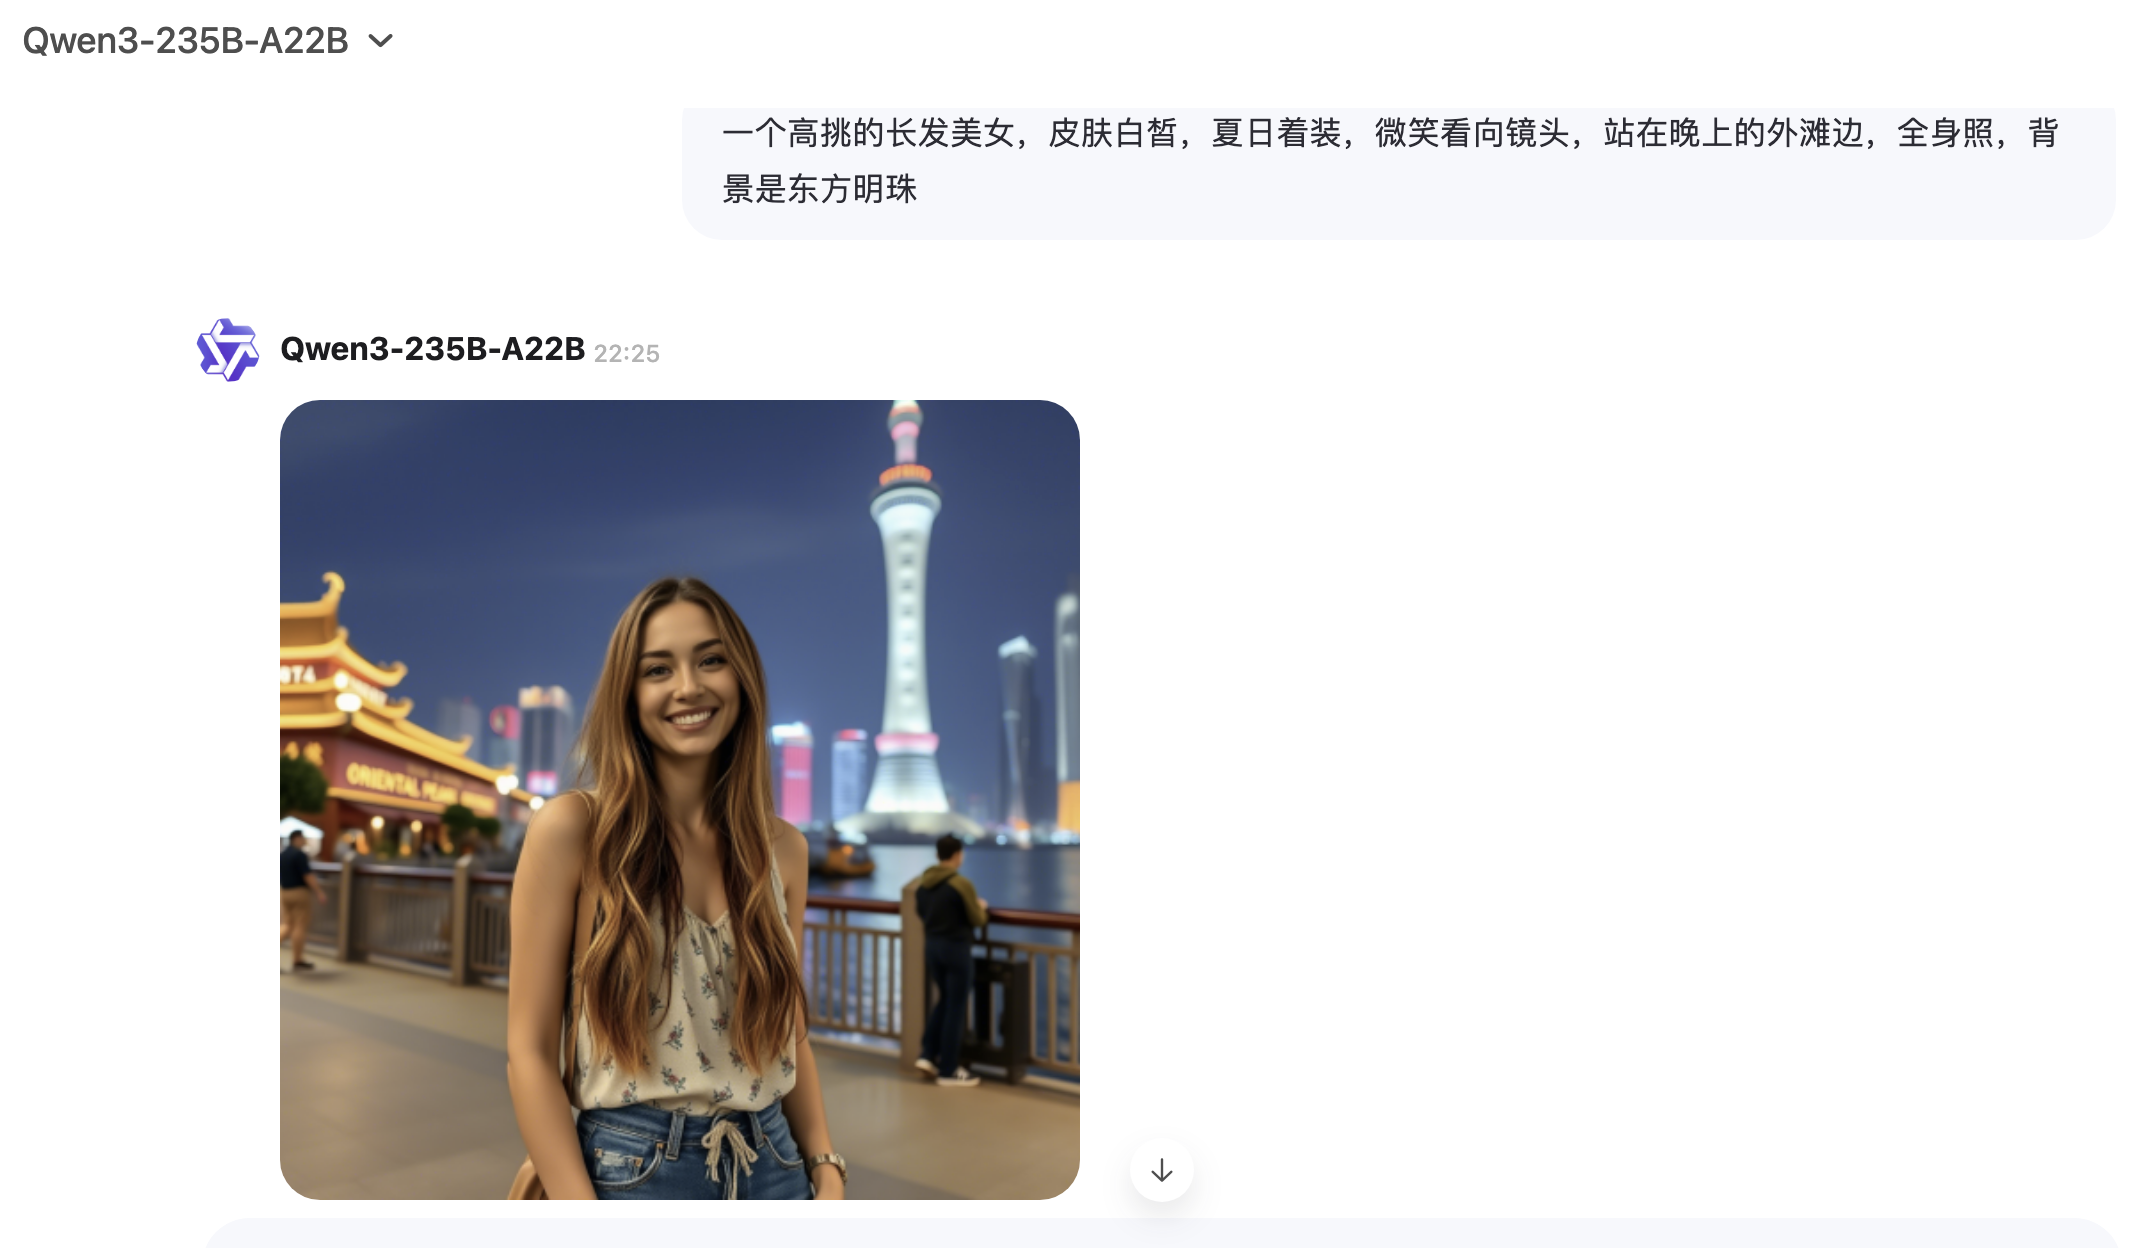 Qwen3-235B-A22B
一个高挑的长发美女，皮肤白皙，夏日着装，微笑看向镜头，站在晚上的外滩边，全身照，背
景是东方明珠
Qwen3-235B-A22B 22:25
ORIENTAL